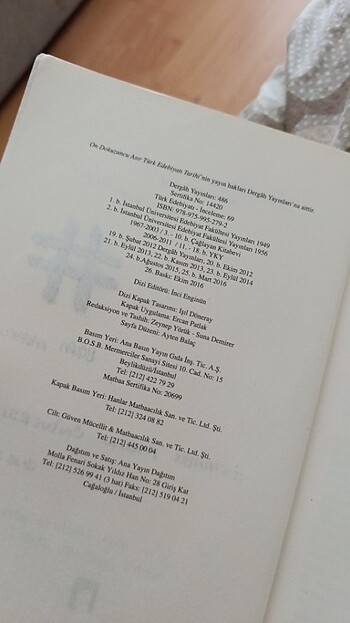 On Dokuzuncu Asır Türk Edebiyatı Tarihi'nin yayın hakları Dergâh Yayınları'na aittir.
Dergâh Yayınları: 486
Sertifika No: 14420
Türk Edebiyatı - İnceleme: 69
ISBN: 978-975-995-279-2
1. b. İstanbul Üniversitesi Edebiyat Fakültesi Yayınları 1949
2. b. İstanbul Üniversitesi Edebiyat Fakültesi Yayınları 1956
1967-2003 / 3. - 10. b. Çağlayan Kitabevi
2006-2011 / 11. - 18. b. YKY
19. b. Şubat 2012 Dergâh Yayınları, 20. b. Ekim 2012
21. b. Eylül 2013, 22. b. Kasım 2013, 23. b. Eylül 2014
24. b. Ağustos 2015, 25. b. Mart 2016
26. Baskı: Ekim 2016
Dizi Editörü: İnci Enginün
Dizi Kapak Tasarımı: Işıl Döneray
Kapak Uygulama: Ercan Patlak
Redaksiyon ve Tashih: Zeynep Yörük - Suna Demirer
Sayfa Düzeni: Ayten Balaç
Basım Yeri: Ana Basın Yayın Gıda İnş. Tic. A.Ş.
B.O.S.B. Mermerciler Sanayi Sitesi 10. Cad. No: 15
Beylikdüzü/İstanbul
Tel: [212] 422 79 29
Matbaa Sertifika No: 20699
Kapak Basım Yeri: Hanlar Matbaacılık San. ve Tic. Ltd. Şti.
Tel: [212] 324 08 82
Cilt: Güven Mücellit & Matbaacılık San. ve Tic. Ltd. Şti
Tel: [212] 445 00 04
Dağıtım ve Satış: Ana Yayın Dağıtım
Molla Fenari Sokak Yıldız Han No: 28 Giriş Kat
Tel: [212] 526 99 41 (3 hat) Faks: [212] 519 04 21
Cağaloğlu / İstanbul